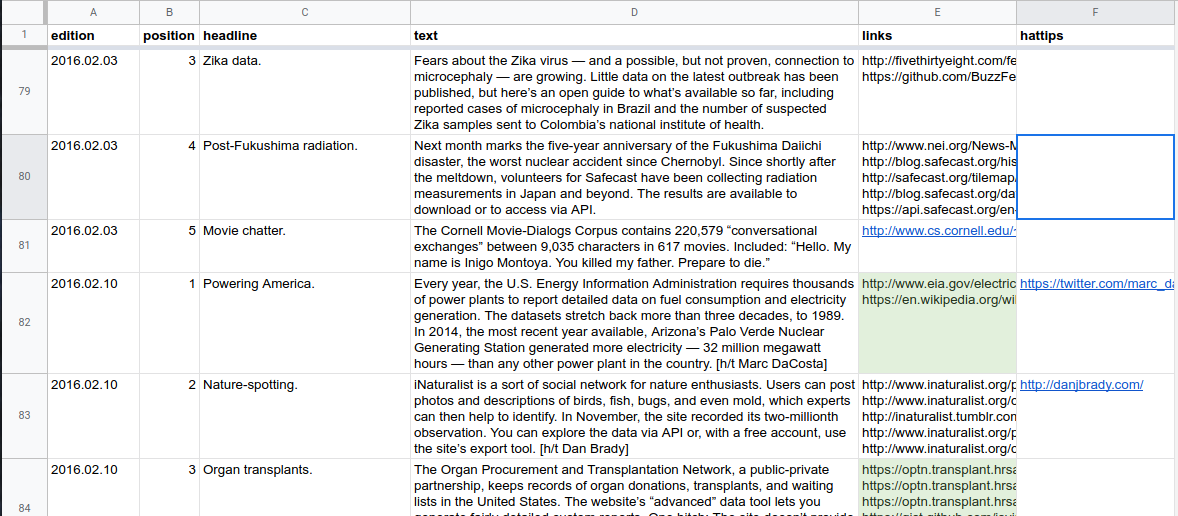 A B C D E F
1 edition position headline text links hattips
79 2016.02.03 3 Zika data. Fears about the Zika virus — and a possible, but not proven, connection to http://fivethirtyeight.com/fe
microcephaly — are growing. Little data on the latest outbreak has been https://github.com/BuzzFe
published, but here’s an open guide to what’s available so far, including
reported cases of microcephaly in Brazil and the number of suspected
Zika samples sent to Colombia’s national institute of health.
80 2016.02.03 4 Post-Fukushima radiation. Next month marks the five-year anniversary of the Fukushima Daiichi http://www.nei.org/News-M
disaster, the worst nuclear accident since Chernobyl. Since shortly after http://blog.safecast.org/his
the meltdown, volunteers for Safecast have been collecting radiation http://safecast.org/tilemap/
measurements in Japan and beyond. The results are available to http://blog.safecast.org/da
download or to access via API. https://api.safecast.org/en-
81 2016.02.03 5 Movie chatter. The Cornell Movie-Dialogs Corpus contains 220,579 “conversational http://www.cs.cornell.edu/~
exchanges” between 9,035 characters in 617 movies. Included: “Hello. My
name is Inigo Montoya. You killed my father. Prepare to die.”
82 2016.02.10 1 Powering America. Every year, the U.S. Energy Information Administration requires thousands http://www.eia.gov/electric https://twitter.com/marc_da
of power plants to report detailed data on fuel consumption and electricity https://en.wikipedia.org/wi
generation. The datasets stretch back more than three decades, to 1989.
In 2014, the most recent year available, Arizona’s Palo Verde Nuclear
Generating Station generated more electricity — 32 million megawatt
hours — than any other power plant in the country. [h/t Marc DaCosta]
83 2016.02.10 2 Nature-spotting. iNaturalist is a sort of social network for nature enthusiasts. Users can post http://www.inaturalist.org/p http://danjbrady.com/
photos and descriptions of birds, fish, bugs, and even mold, which experts http://www.inaturalist.org/o
can then help to identify. In November, the site recorded its two-millionth http://inaturalist.tumblr.com
observation. You can explore the data via API or, with a free account, use http://www.inaturalist.org/p
the site’s export tool. [h/t Dan Brady] http://www.inaturalist.org/o
84 2016.02.10 3 Organ transplants. The Organ Procurement and Transplantation Network, a public-private https://optn.transplant.hrsa
partnership, keeps records of organ donations, transplants, and waiting https://optn.transplant.hrsa
lists in the United States. The website’s “advanced” data tool lets you https://optn.transplant.hrsa